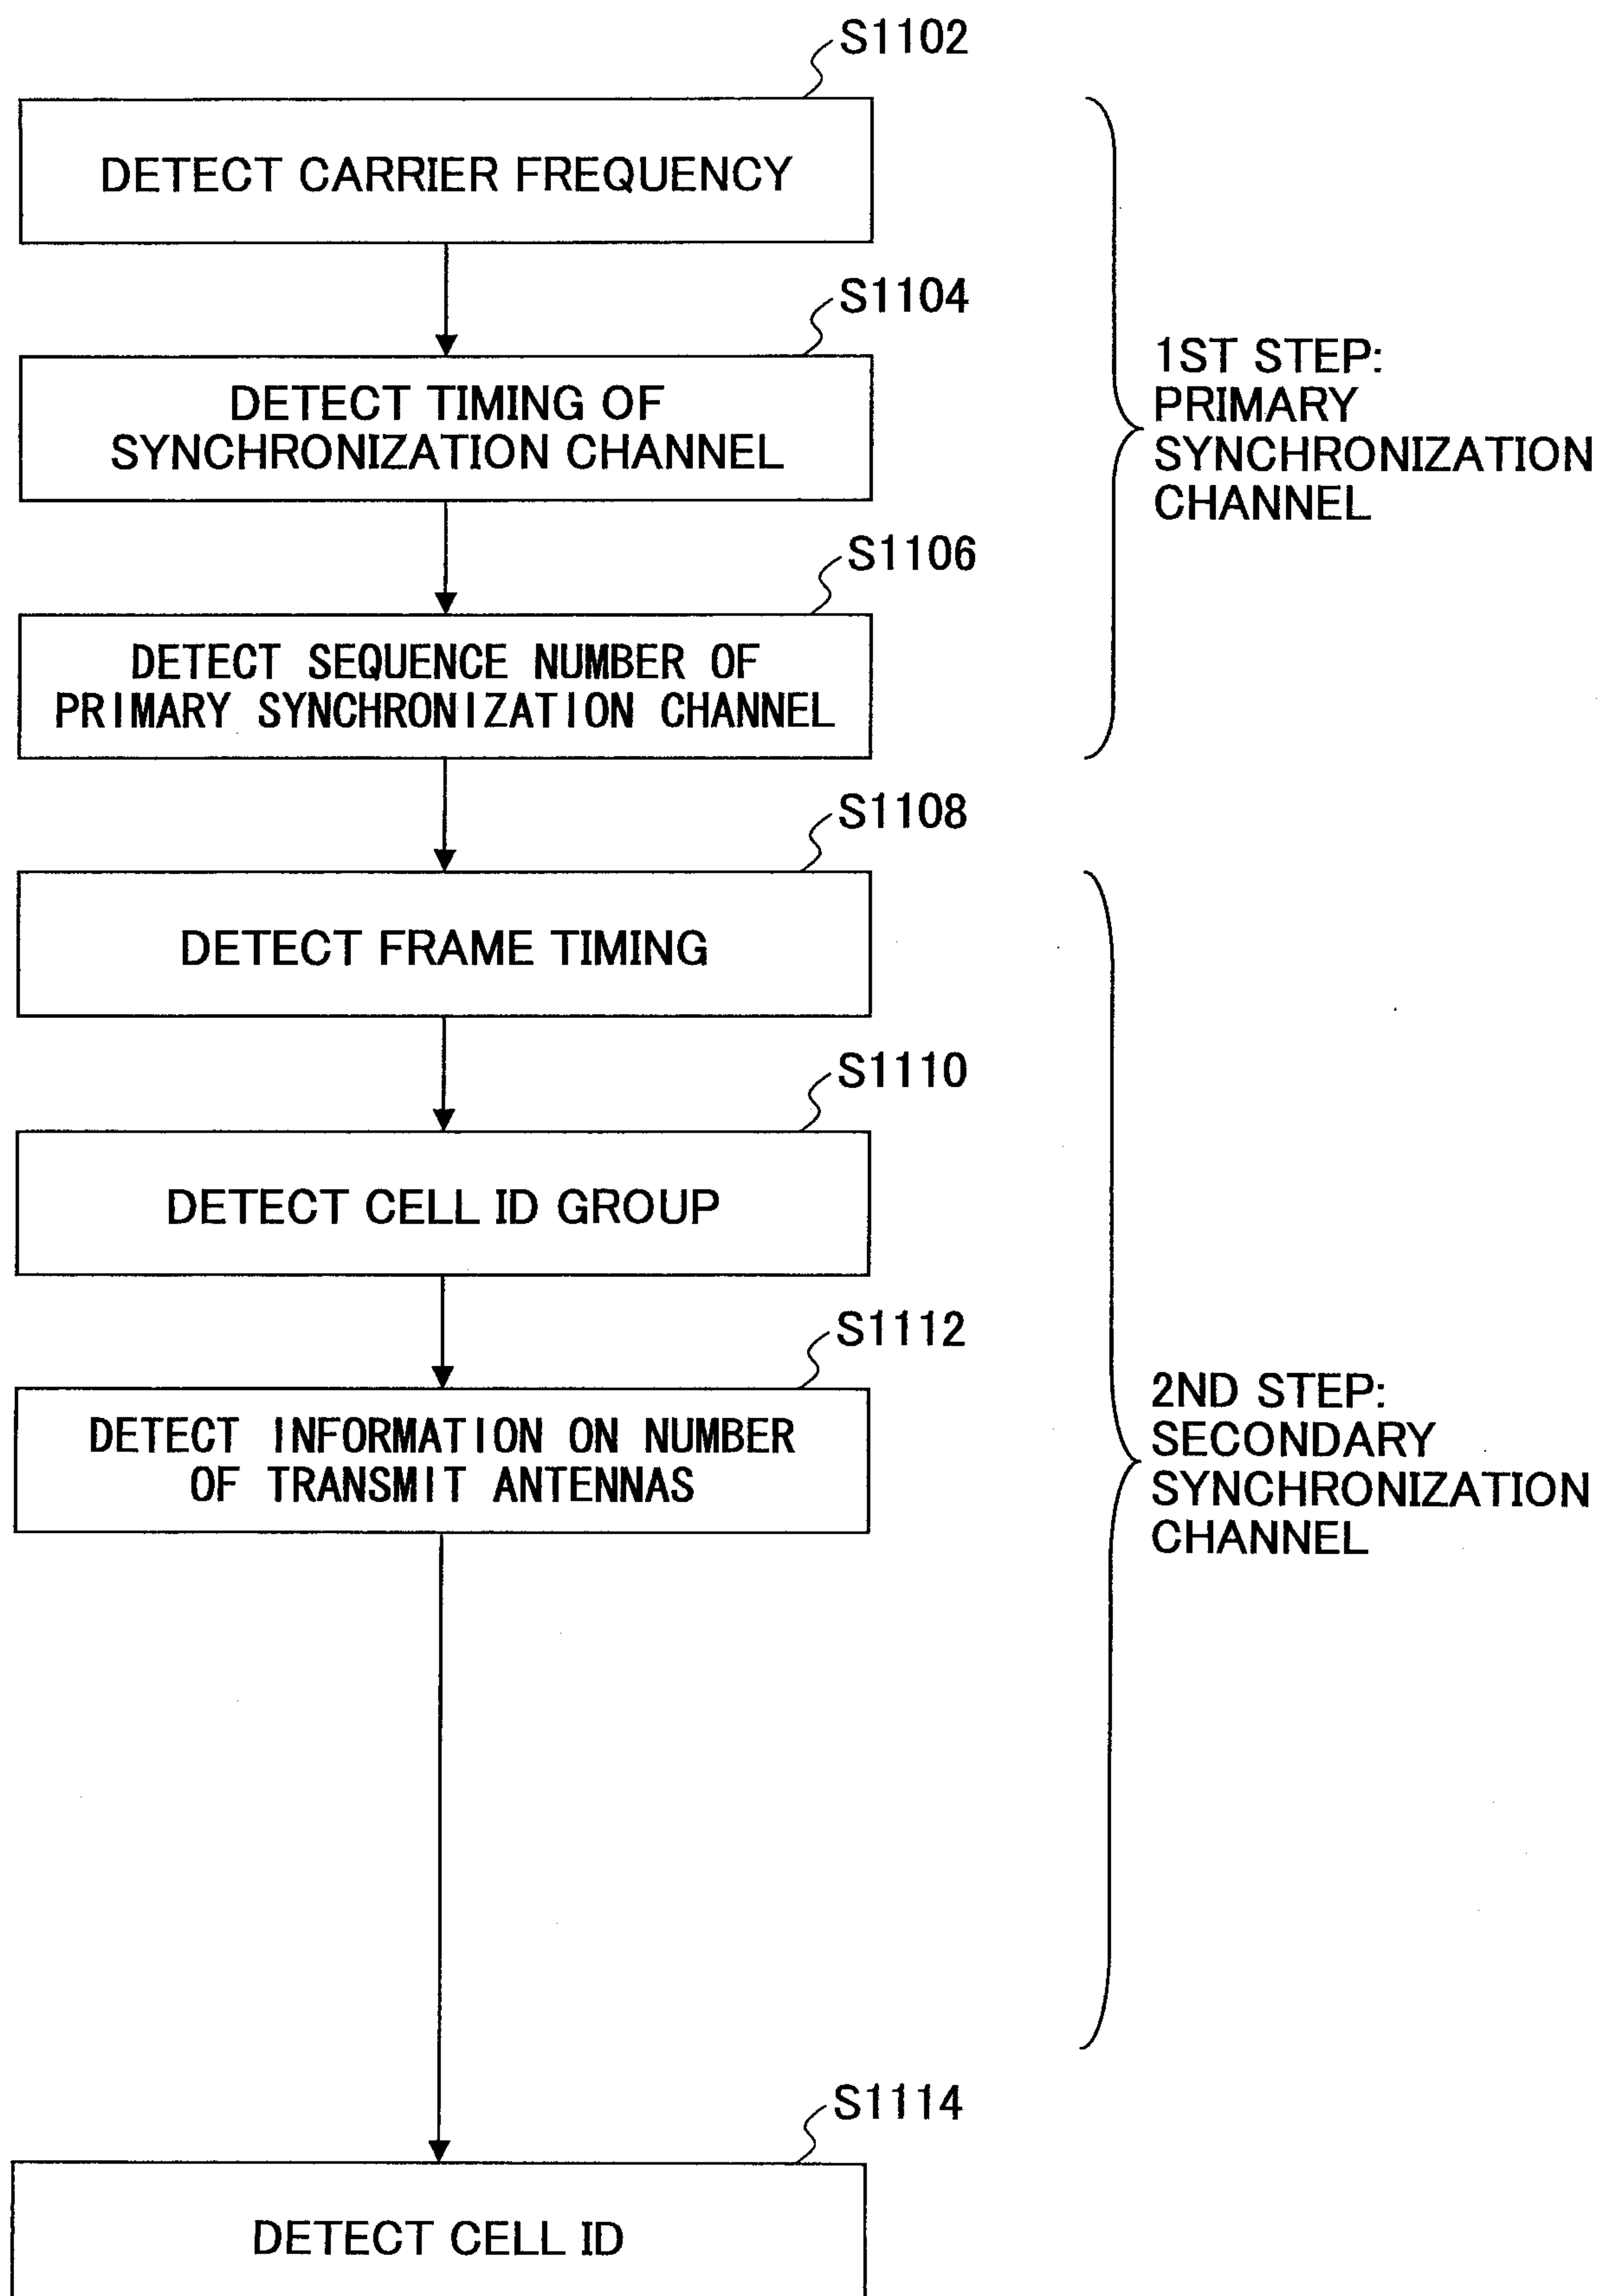 S1102
DETECT CARRIER FREQUENCY
S1104
DETECT TIMING OF
SYNCHRONIZATION CHANNEL
1ST STEP:
PRIMARY
SYNCHRONIZATION
CHANNEL
S1106
DETECT SEQUENCE NUMBER OF
PRIMARY SYNCHRONIZATION CHANNEL
S1108
DETECT FRAME TIMING
S1110
DETECT CELL ID GROUP
S1112
DETECT INFORMATION ON NUMBER
OF TRANSMIT ANTENNAS
2ND STEP:
SECONDARY
SYNCHRONIZATION
CHANNEL
S1114
DETECT CELL ID